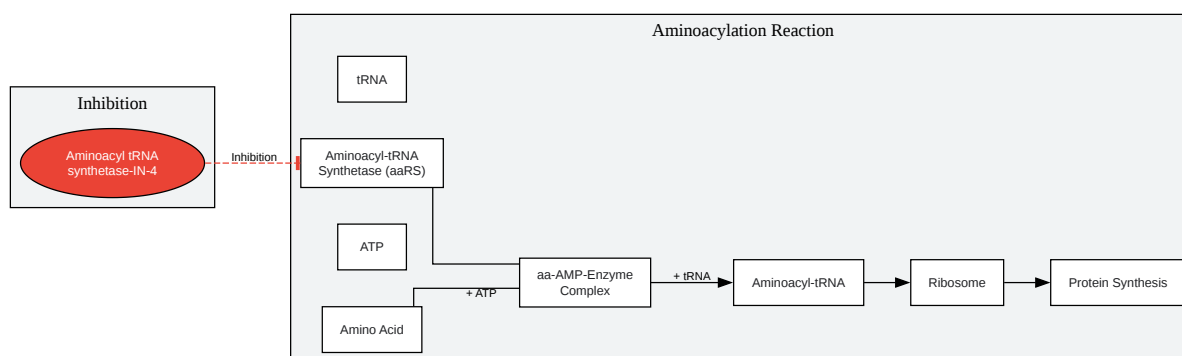 Aminoacylation Reaction
tRNA
Inhibition
Aminoacyl tRNA
synthetase-IN-4
Inhibition
Aminoacyl-tRNA
Synthetase (aaRS)
ATP
Amino Acid
+ ATP
aa-AMP-Enzyme
Complex
+ tRNA
Aminoacyl-tRNA
Ribosome
Protein Synthesis